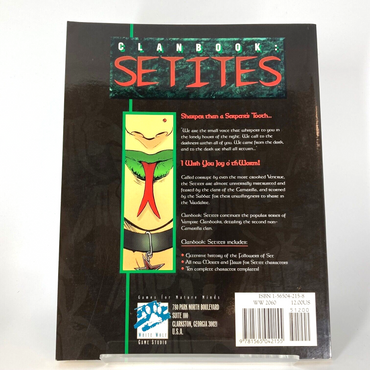 CLANBOOK:
SETITES
Sharper than a Serpent's Tooth...
We are the small voice that whispers to you in
the lonely hours of the night. We call to the
darkness within all of you. We came from the dark,
and to the dark we shall all return...
I Wish You Joy o' th Worm!
Called corrupt by even the most crooked Ventrue,
the Setites are almost universally mistrusted and
feared by the clans of the Camarilla, and scorned
by the Sabbat for their unwillingness to share in
the Vaulderie.
Clanbook: Setites continues the popular series of
Vampire Clanbooks, detailing the second non-
Camarilla clan.
Clanbook: Setites includes:
• Extensive history of the Followers of Set
• All-new Merits and Flaws for Setite characters
• Ten complete character templates!
Games For Mature Minds
780 PARK NORTH BOULEVARD
SUITE 100
CLARKSTON, GEORGIA 30021
U.S.A.
WHITE WOLF
GAME STUDIO
ISBN 1-56504-215-8
WW 2060
51200
9 781565 042155